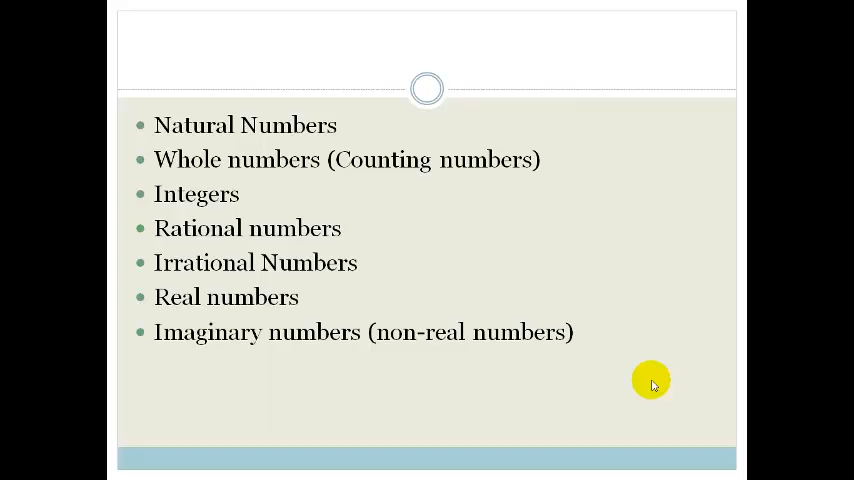 Natural Numbers
Whole numbers (Counting numbers)
Integers
Rational numbers
Irrational Numbers
Real numbers
Imaginary numbers (non-real numbers)